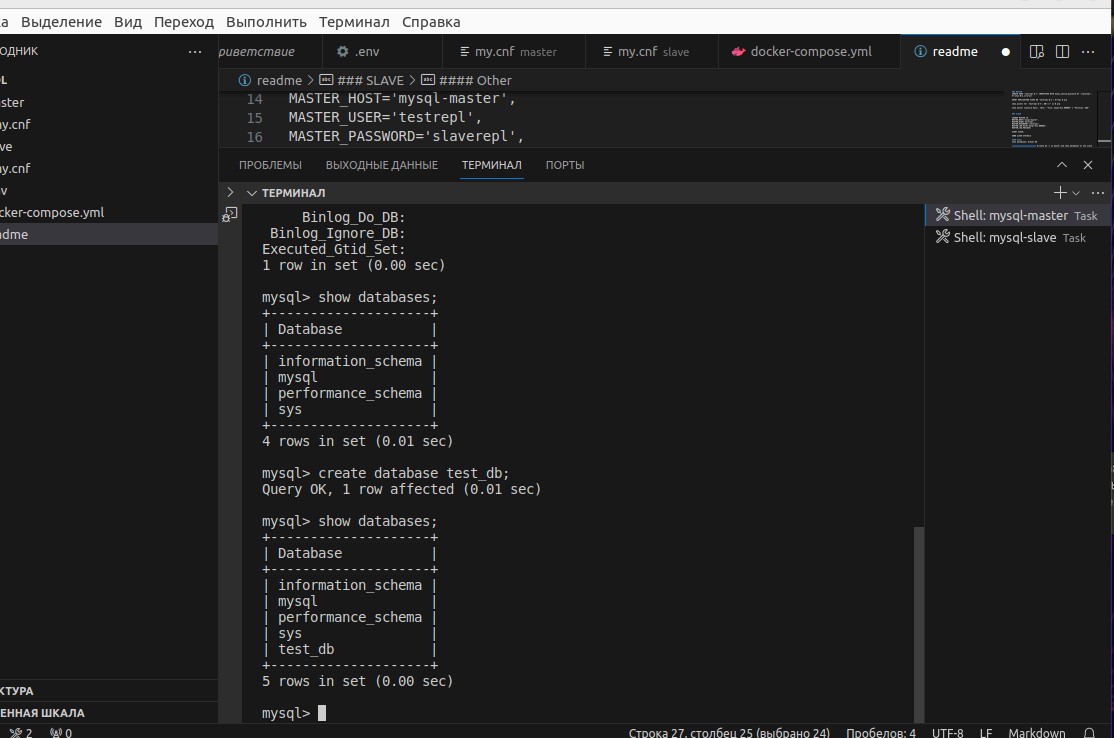 ка Выделение Вид Переход Выполнить Терминал Справка
ОДНИК ···
риветствие .env my.cnf master my.cnf slave docker-compose.yml readme ● ···
readme > ### SLAVE > #### Other
QL
aster
ny.cnf
ve
ny.cnf
v
cker-compose.yml
adme
14 MASTER_HOST='mysql-master',
15 MASTER_USER='testrepl',
16 MASTER_PASSWORD='slaverepl',
ПРОБЛЕМЫ ВЫХОДНЫЕ ДАННЫЕ ТЕРМИНАЛ ПОРТЫ
ТЕРМИНАЛ
Shell: mysql-master Task
Shell: mysql-slave Task
Binlog_Do_DB:
Binlog_Ignore_DB:
Executed_Gtid_Set:
1 row in set (0.00 sec)
mysql> show databases;
+--------------------+
| Database           |
+--------------------+
| information_schema |
| mysql              |
| performance_schema |
| sys                |
+--------------------+
4 rows in set (0.01 sec)
mysql> create database test_db;
Query OK, 1 row affected (0.01 sec)
mysql> show databases;
+--------------------+
| Database           |
+--------------------+
| information_schema |
| mysql              |
| performance_schema |
| sys                |
| test_db            |
+--------------------+
5 rows in set (0.00 sec)
mysql>
КТУРА
ЕННАЯ ШКАЛА
2 0 Строка 27, столбец 25 (выбрано 24) Пробелов: 4 UTF-8 LF Markdown